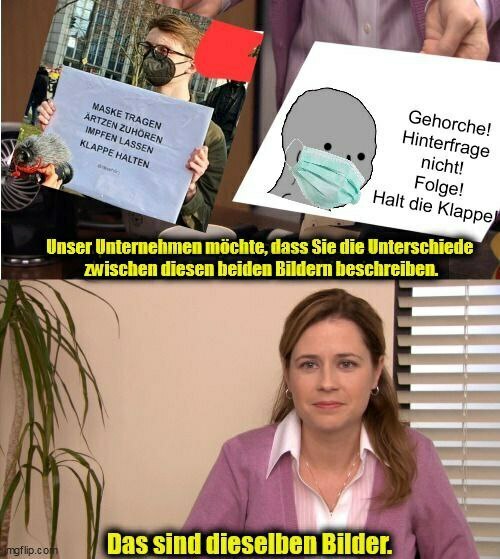 MASKE TRAGEN
ÄRTZEN ZUHÖREN
IMPFEN LASSEN
KLAPPE HALTEN
Gehorche!
Hinterfrage
nicht!
Folge!
Halt die Klappe!
Unser Unternehmen möchte, dass Sie die Unterschiede
zwischen diesen beiden Bildern beschreiben.
Das sind dieselben Bilder.
imgflip.com